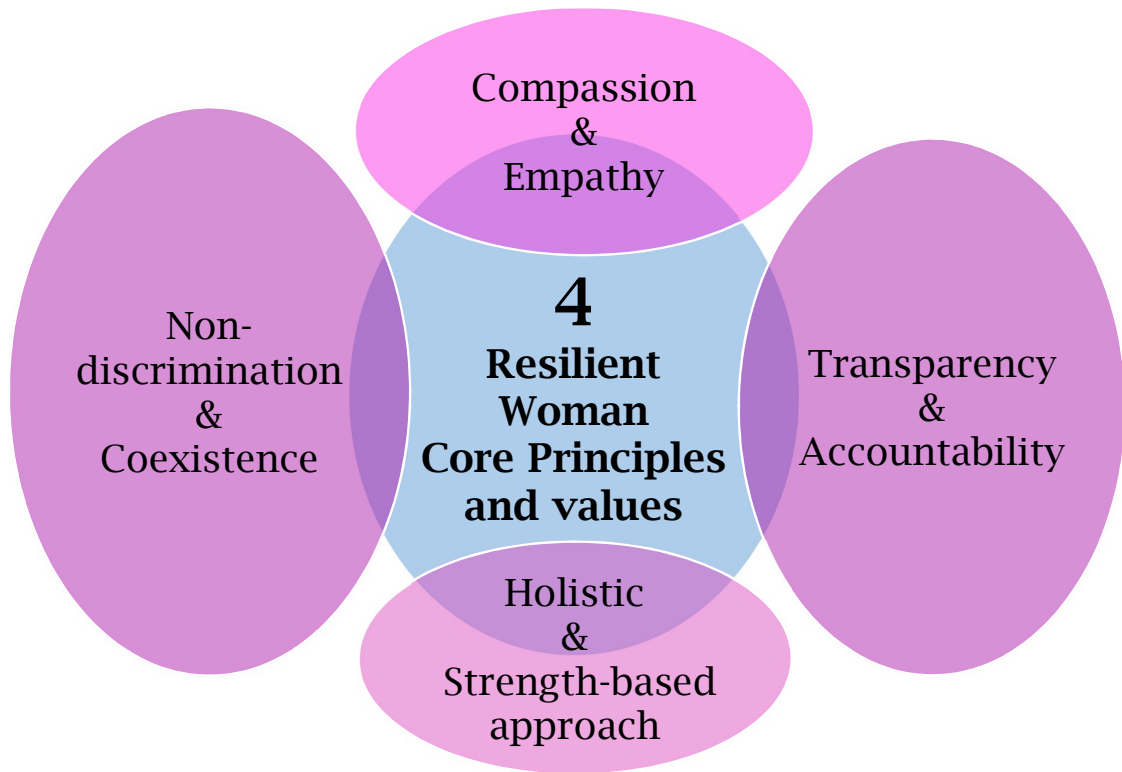 Compassion
&
Empathy
Non-
discrimination
&
Coexistence
4
Resilient
Woman
Core Principles
and values
Transparency
&
Accountability
Holistic
&
Strength-based
approach